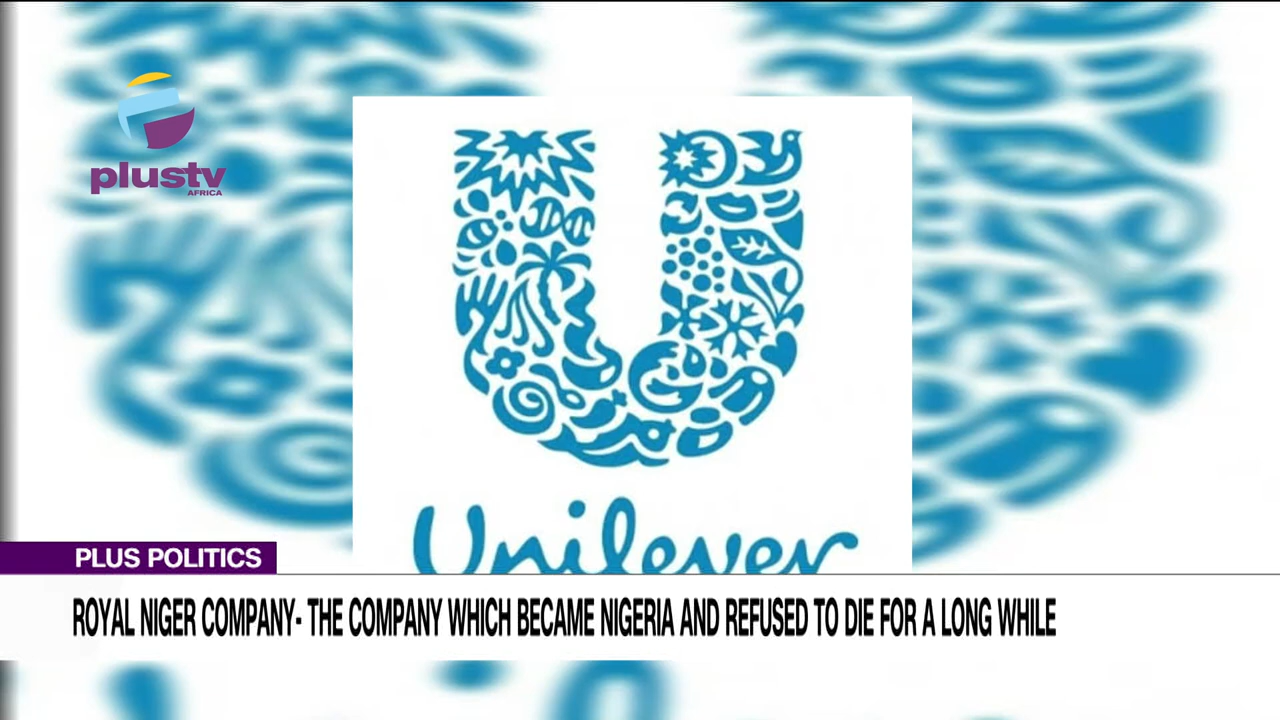 plustv
AFRICA
Unilever
PLUS POLITICS
ROYAL NIGER COMPANY- THE COMPANY WHICH BECAME NIGERIA AND REFUSED TO DIE FOR A LONG WHILE